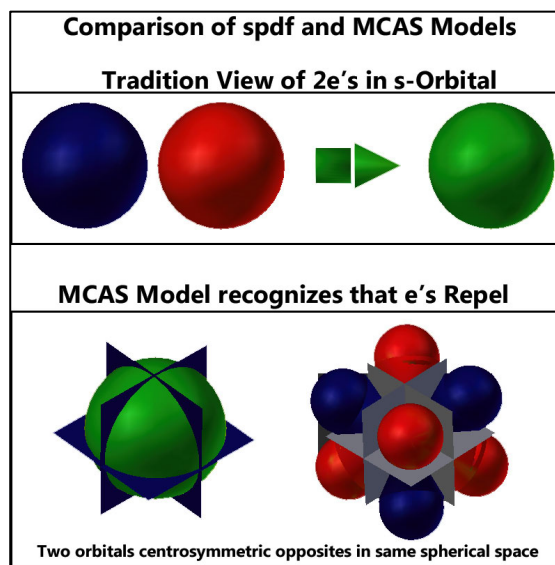 Comparison of spdf and MCAS Models
Tradition View of 2e's in s-Orbital
MCAS Model recognizes that e's Repel
Two orbitals centrosymmetric opposites in same spherical space